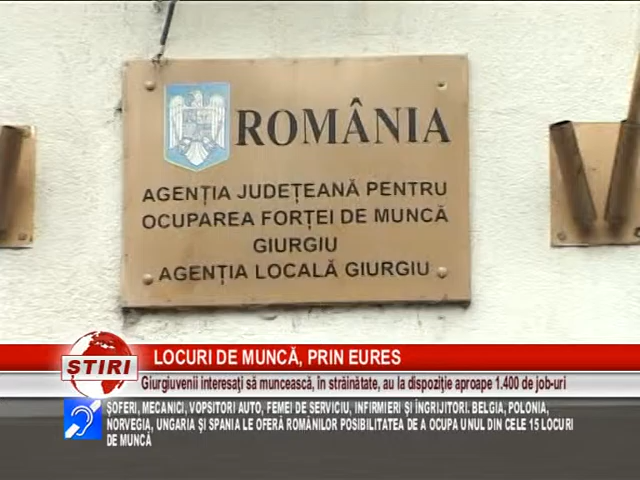 ROMÂNIA
AGENȚIA JUDEȚEANĂ PENTRU
OCUPAREA FORȚEI DE MUNCĂ
GIURGIU
AGENȚIA LOCALĂ GIURGIU
ȘTIRI
LOCURI DE MUNCĂ, PRIN EURES
Giurgiuvenii interesaţi să muncească, în străinătate, au la dispoziţie aproape 1.400 de job-uri
ȘOFERI, MECANICI, VOPSITORI AUTO, FEMEI DE SERVICIU, INFIRMIERI ȘI ÎNGRIJITORI. BELGIA, POLONIA,
NORVEGIA, UNGARIA ȘI SPANIA LE OFERĂ ROMÂNILOR POSIBILITATEA DE A OCUPA UNUL DIN CELE 15 LOCURI
DE MUNCĂ